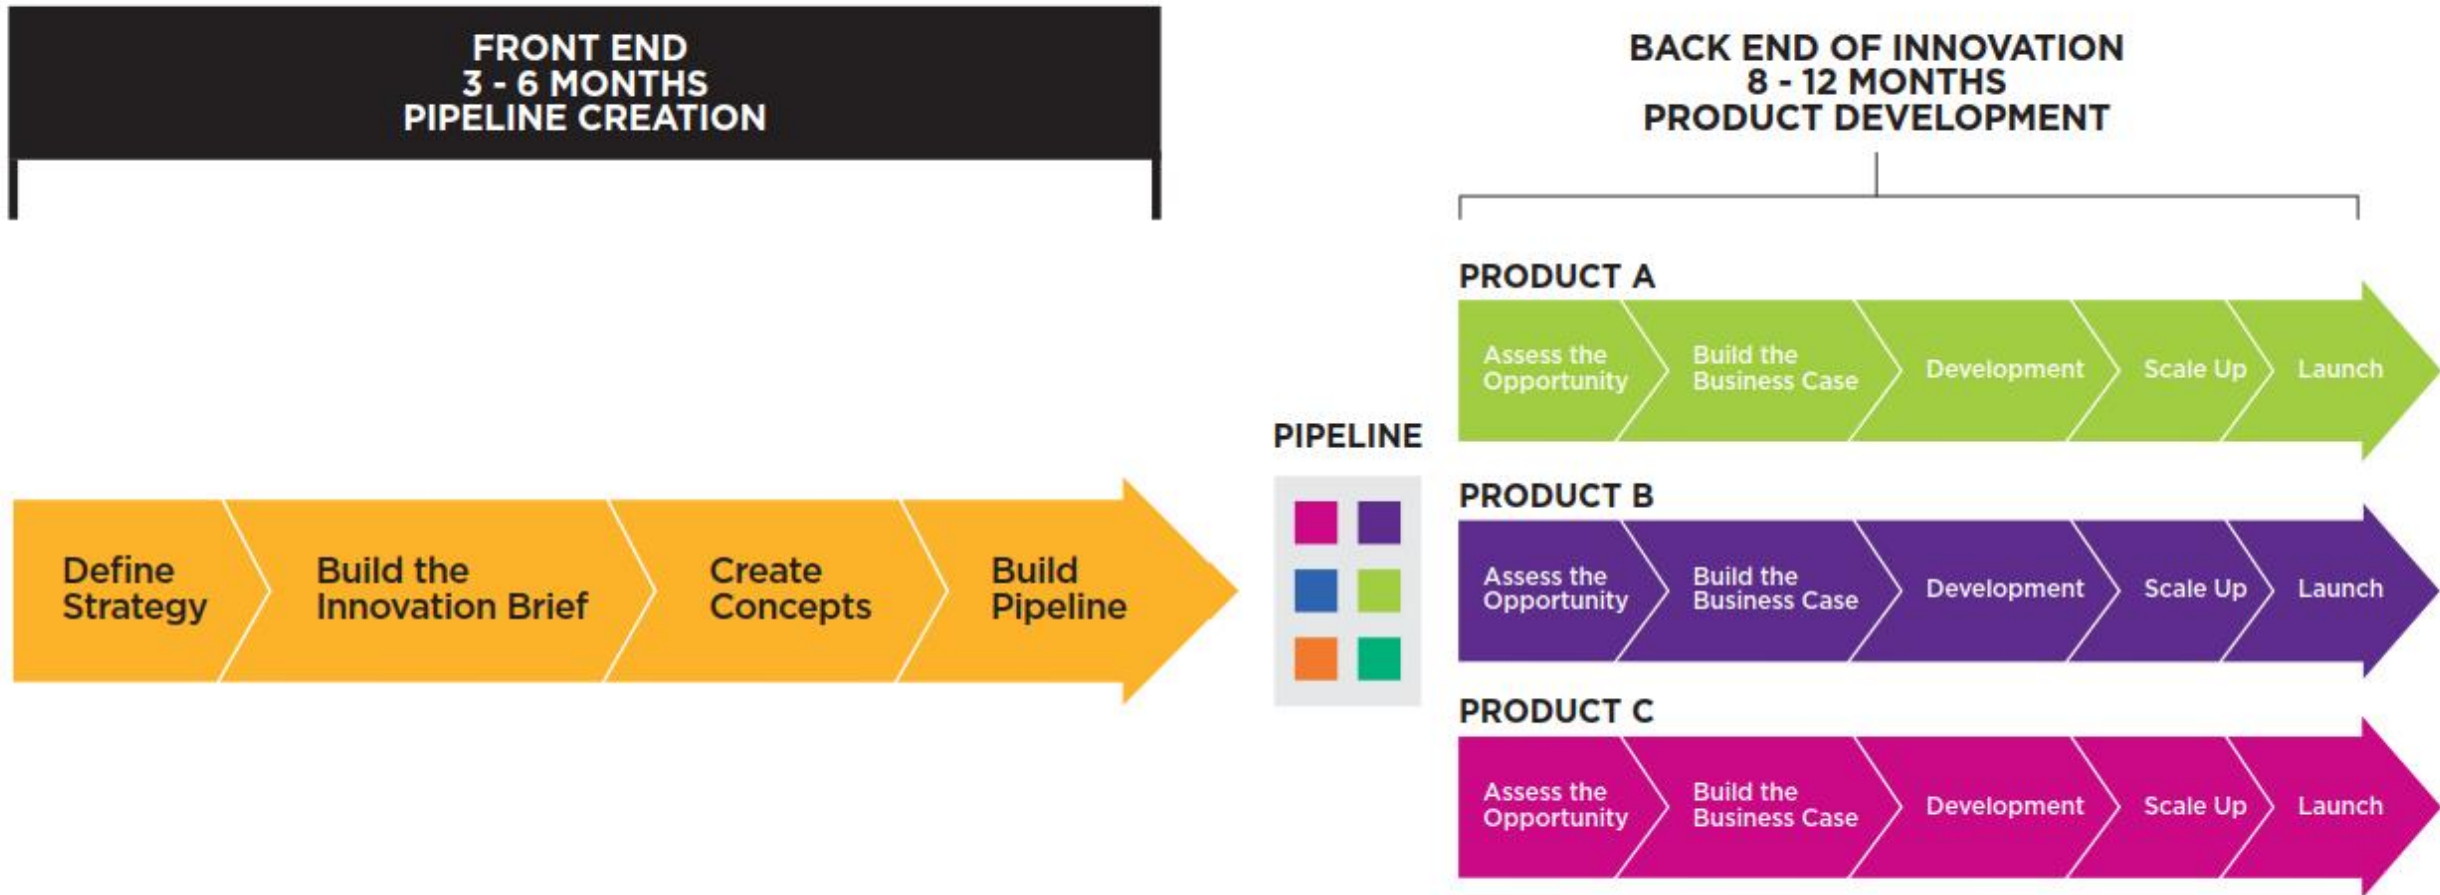 FRONT END
3 - 6 MONTHS
PIPELINE CREATION
BACK END OF INNOVATION
8 - 12 MONTHS
PRODUCT DEVELOPMENT
Define
Strategy
Build the
Innovation Brief
Create
Concepts
Build
Pipeline
PIPELINE
PRODUCT A
Assess the
Opportunity
Build the
Business Case
Development
Scale Up
Launch
PRODUCT B
Assess the
Opportunity
Build the
Business Case
Development
Scale Up
Launch
PRODUCT C
Assess the
Opportunity
Build the
Business Case
Development
Scale Up
Launch